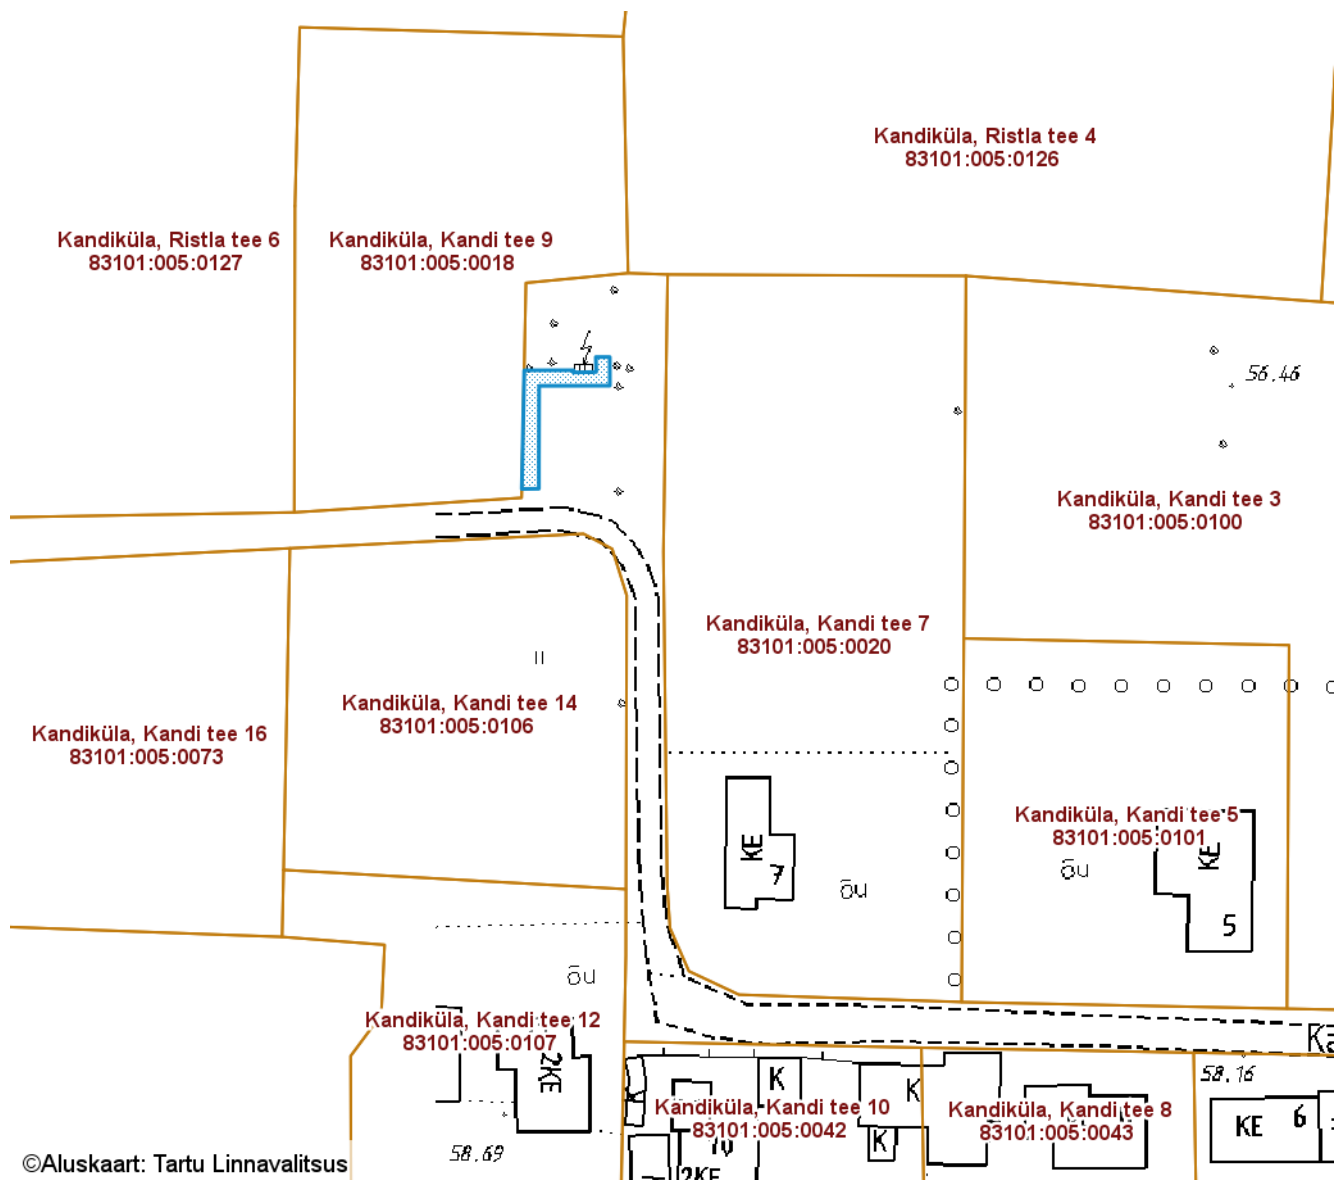 Kandiküla, Ristla tee 4
83101:005:0126
Kandiküla, Ristla tee 6
83101:005:0127
Kandiküla, Kandi tee 9
83101:005:0018
56.46
Kandiküla, Kandi tee 3
83101:005:0100
Kandiküla, Kandi tee 7
83101:005:0020
Kandiküla, Kandi tee 14
83101:005:0106
Kandiküla, Kandi tee 16
83101:005:0073
Kandiküla, Kandi tee 5
83101:005:0101
KE
7
õu
KE
õu
5
õu
Kandiküla, Kandi tee 12
83101:005:0107
2KE
58.69
K
K
Kandiküla, Kandi tee 10
83101:005:0042
K
10
2KE
Kandiküla, Kandi tee 8
83101:005:0043
58.16
KE
6
©Aluskaart: Tartu Linnavalitsus